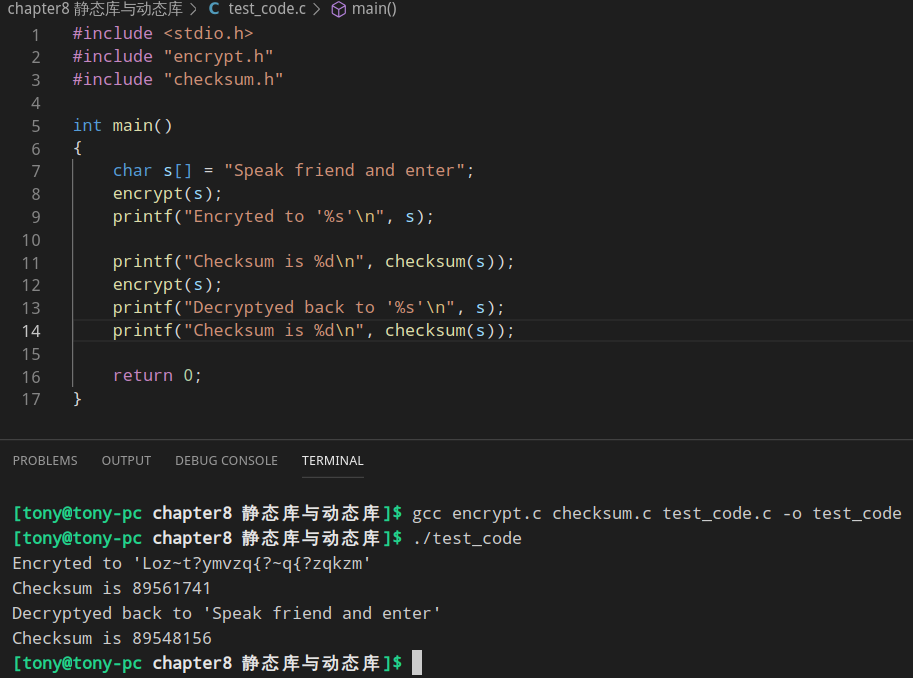 chapter8 静态库与动态库 > C test_code.c > main()
1 #include <stdio.h>
2 #include "encrypt.h"
3 #include "checksum.h"
4
5 int main()
6 {
7     char s[] = "Speak friend and enter";
8     encrypt(s);
9     printf("Encryted to '%s'\n", s);
10
11     printf("Checksum is %d\n", checksum(s));
12     encrypt(s);
13     printf("Decryptyed back to '%s'\n", s);
14     printf("Checksum is %d\n", checksum(s));
15
16     return 0;
17 }
PROBLEMS OUTPUT DEBUG CONSOLE TERMINAL
[tony@tony-pc chapter8 静态库与动态库]$ gcc encrypt.c checksum.c test_code.c -o test_code
[tony@tony-pc chapter8 静态库与动态库]$ ./test_code
Encryted to 'Loz~t?ymvzq{?~q{?zqkzm'
Checksum is 89561741
Decryptyed back to 'Speak friend and enter'
Checksum is 89548156
[tony@tony-pc chapter8 静态库与动态库]$